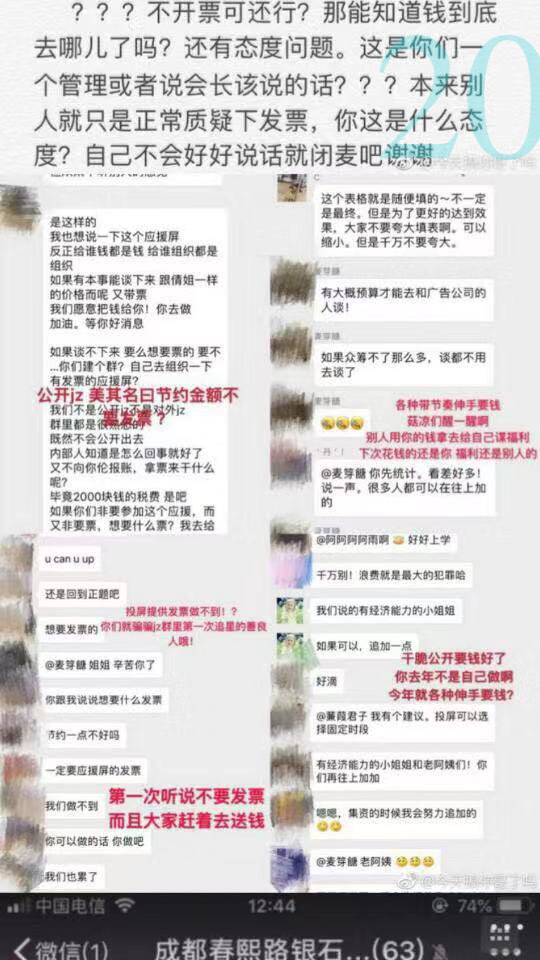 ？？？不开票可还行？那能知道钱到底
去哪儿了吗？还有态度问题。这是你们一
个管理或者说会长该说的话？？？本来别
人就只是正常质疑下发票，你这是什么态
度？自己不会好好说话就闭麦吧谢谢
20
是这样的
我也想说一下这个应援屏
反正给谁钱都是钱 给谁组织都是
组织
如果有本事能谈下来 跟倩姐一样
的价格而呢 又带票
我们愿意把钱给你！你去做
加油。等你好消息
如果谈不下来 要么想要票的 要不
...你们建个群？自己去组织一下
有发票的应援屏？
公开jz 美其名曰节约金额不
要发票？
我们不是公开jz不是对外jz
群里都是很熟悉的
既然不会公开出去
内部人知道是怎么回事就好了
又不向你伦报账，拿票来干什么
呢？
毕竟2000块钱的税费 是吧
如果你们非要参加这个应援，而
又非要票，想要什么票？我去给
u can u up
还是回到正题吧
投屏提供发票做不到！？
你们就骗骗jz群里第一次追星的善良
人哦！
想要发票的
@麦芽糖 姐姐 辛苦你了
你跟我说说想要什么发票
节约一点不好吗
一定要应援屏的发票
我们做不到
第一次听说不要发票
而且大家赶着去送钱
你可以做的话 你做吧
我们也累了
这个表格就是随便填的～不一定
是最终。但是为了更好的达到效
果。大家不要夸大填表啊。可以
缩小。但是千万不要夸大。
麦芽糖
有大概预算才能去和广告公司的
人谈！
麦芽糖
如果众筹不了那么多，谈都不用
去谈了
麦芽糖
各种带节奏伸手要钱
菇凉们醒一醒啊
别人用你的钱拿去给自己谋福利
下次花钱的还是你 福利还是别人的
@麦芽糖 你先统计。看差好多！
说一声。很多人都可以在往上加
的
麦芽糖
@阿阿阿阿雨啊 好好上学
千万别！浪费就是最大的犯罪哈
我们说的有经济能力的小姐姐
如果可以，追加一点
干脆公开要钱好了
你去年不是自己做啊
今年就各种伸手要钱？
好滴
@蒹葭君子 我有个建议。投屏可以选
择固定时段
有经济能力的小姐姐和老阿姨们！你
们再往上加加
嗯嗯，集资的时候我会努力追加的
@麦芽糖 老阿姨
中国电信
12:44
74%
微信(1)
成都春熙路银石...(63)